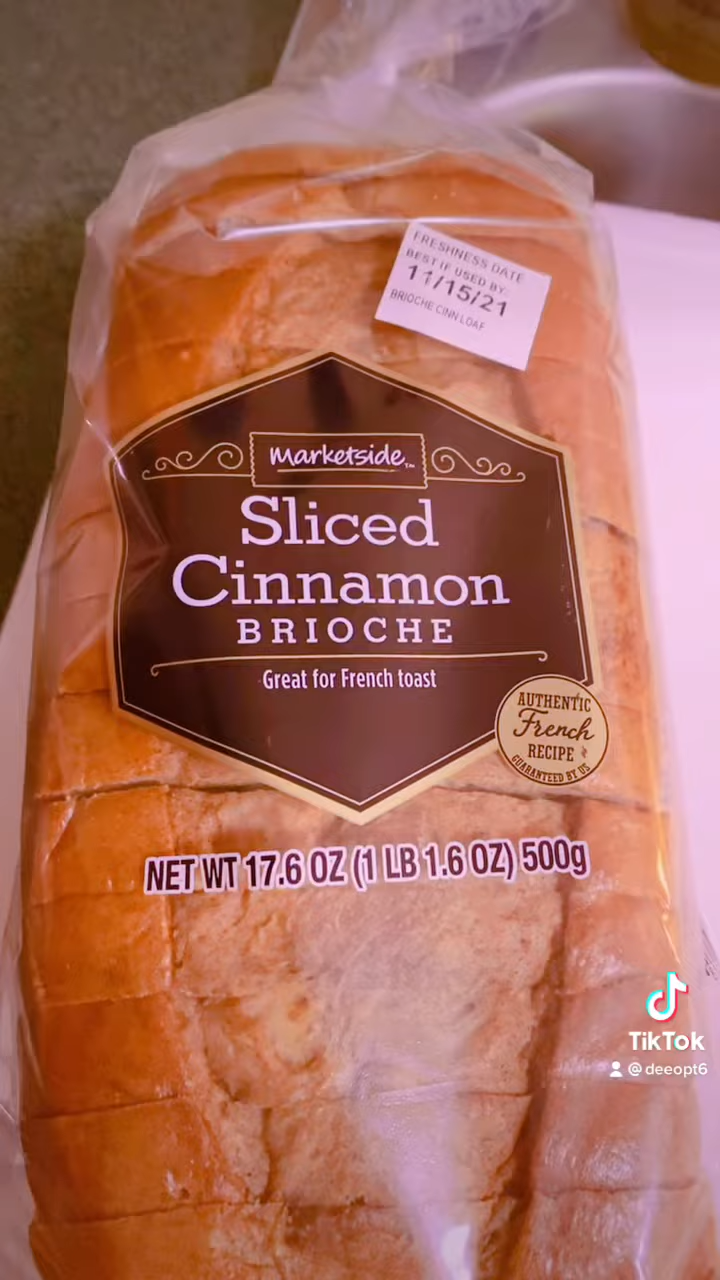 FRESHNESS DATE
BEST IF USED BY:
11/15/21
BRIOCHE CINN LOAF
marketside™
Sliced
Cinnamon
BRIOCHE
Great for French toast
AUTHENTIC
French
RECIPE
GUARANTEED BY US
NET WT 17.6 OZ (1 LB 1.6 OZ) 500g
TikTok
@deeopt6